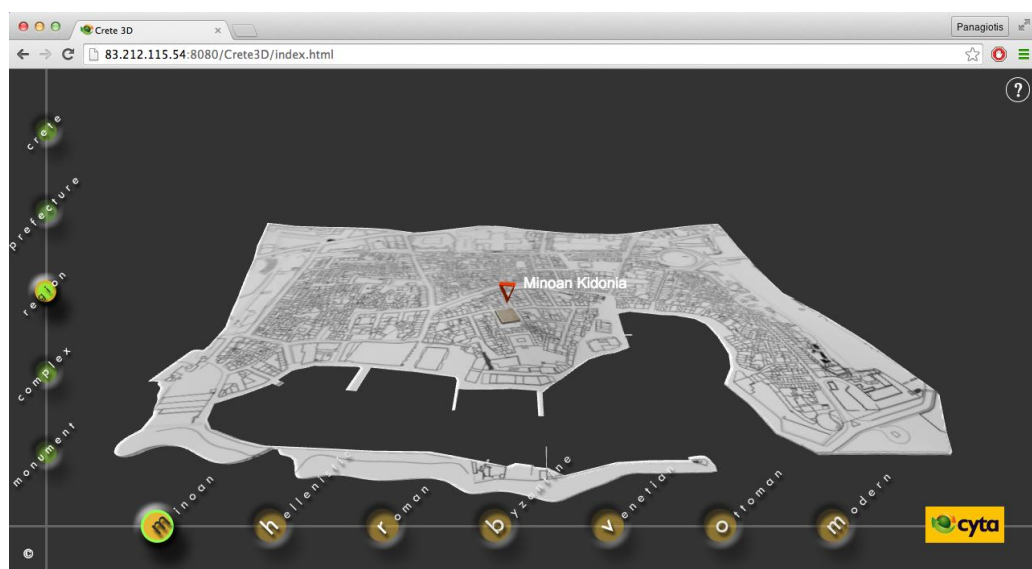 Crete 3D
Panagiotis
83.212.115.54:8080/Crete3D/index.html
?
crete
prefecture
region
complex
monument
Minoan Kidonia
minoan
hellenistic
roman
byzantine
venetian
ottoman
modern
cyta
©